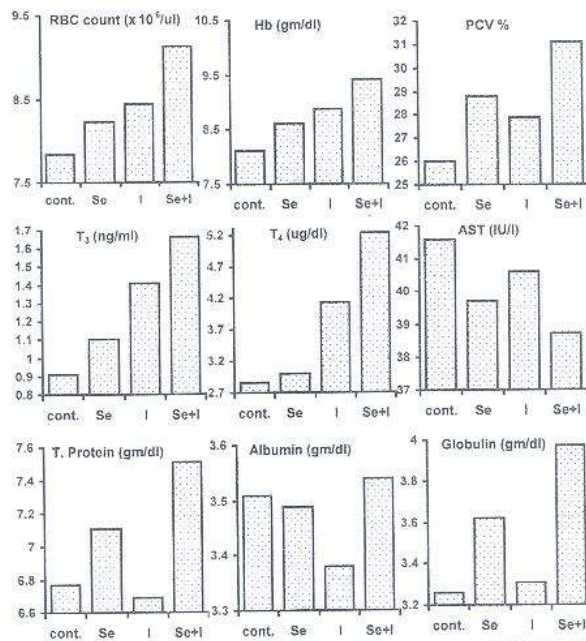 RBC count (x 10⁶/ul)
9.5
8.5
7.5
cont. Se I Se+I
Hb (gm/dl)
10.5
9.5
8.5
7.5
cont. Se I Se+I
PCV %
32
31
30
29
28
27
26
25
cont. Se I Se+I
T₃ (ng/ml)
1.7
1.6
1.5
1.4
1.3
1.2
1.1
1
0.9
0.8
cont. Se I Se+I
T₄ (ug/dl)
5.2
4.7
4.2
3.7
3.2
2.7
cont. Se I Se+I
AST (IU/l)
42
41
40
39
38
37
cont. Se I Se+I
T. Protein (gm/dl)
7.6
7.4
7.2
7
6.8
6.6
cont. Se I Se+I
Albumin (gm/dl)
3.6
3.5
3.4
3.3
cont. Se I Se+I
Globulin (gm/dl)
4
3.8
3.6
3.4
3.2
cont. Se I Se+I